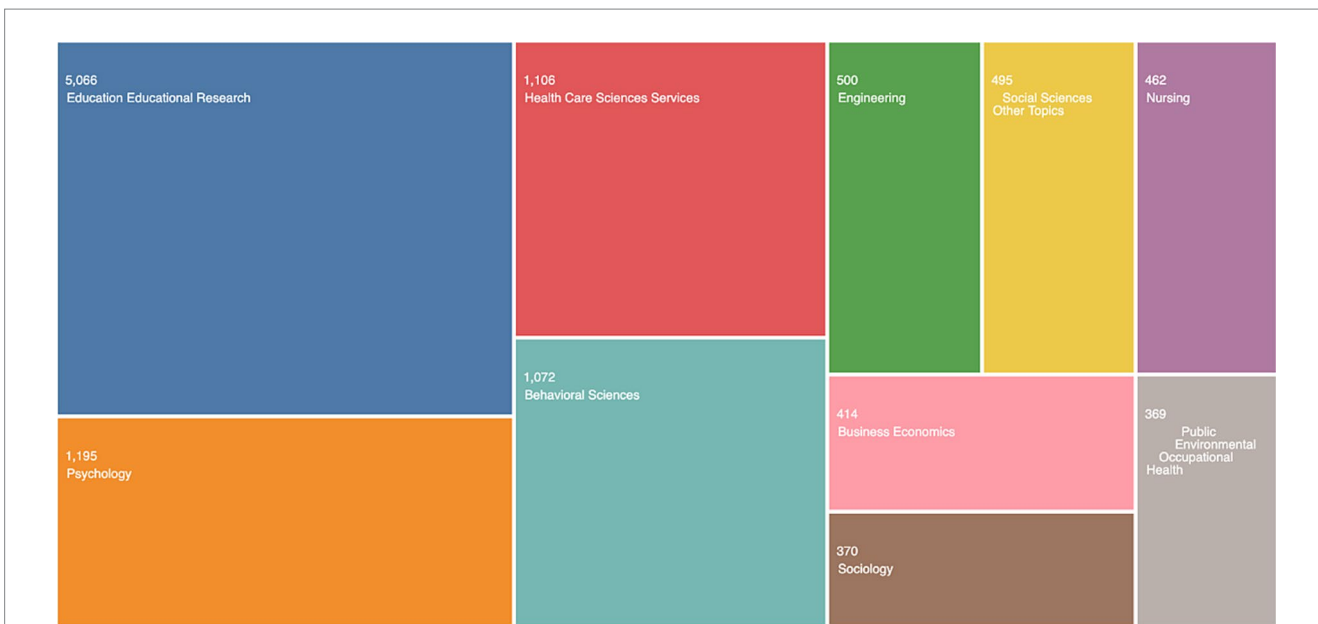 5,066
Education Educational Research
1,106
Health Care Sciences Services
500
Engineering
495
Social Sciences
Other Topics
462
Nursing
1,195
Psychology
1,072
Behavioral Sciences
414
Business Economics
370
Sociology
369
Public
Environmental
Occupational
Health